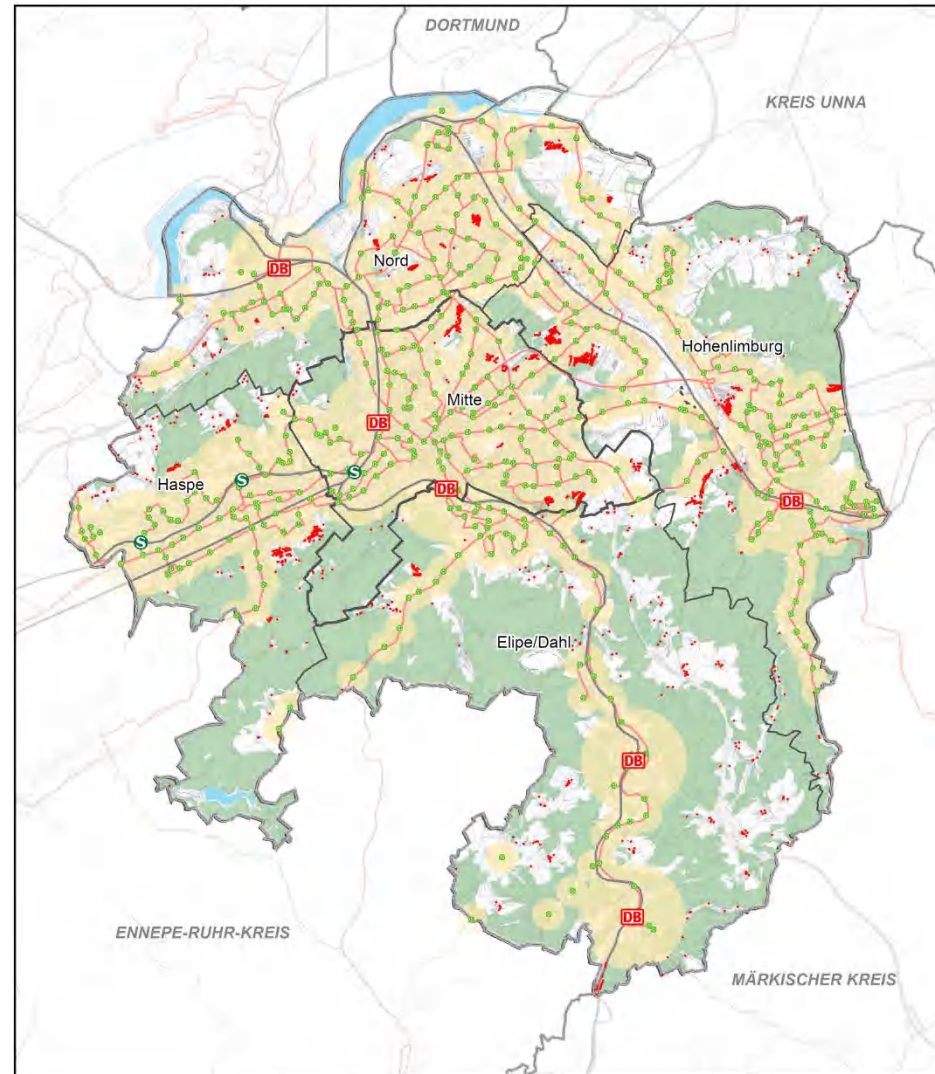 DORTMUND
KREIS UNNA
DB
Nord
Hohenlimburg
Mitte
DB
Haspe
S
S
DB
DB
S
Elipe/Dahl
DB
DB
ENNEPE-RUHR-KREIS
MÄRKISCHER KREIS